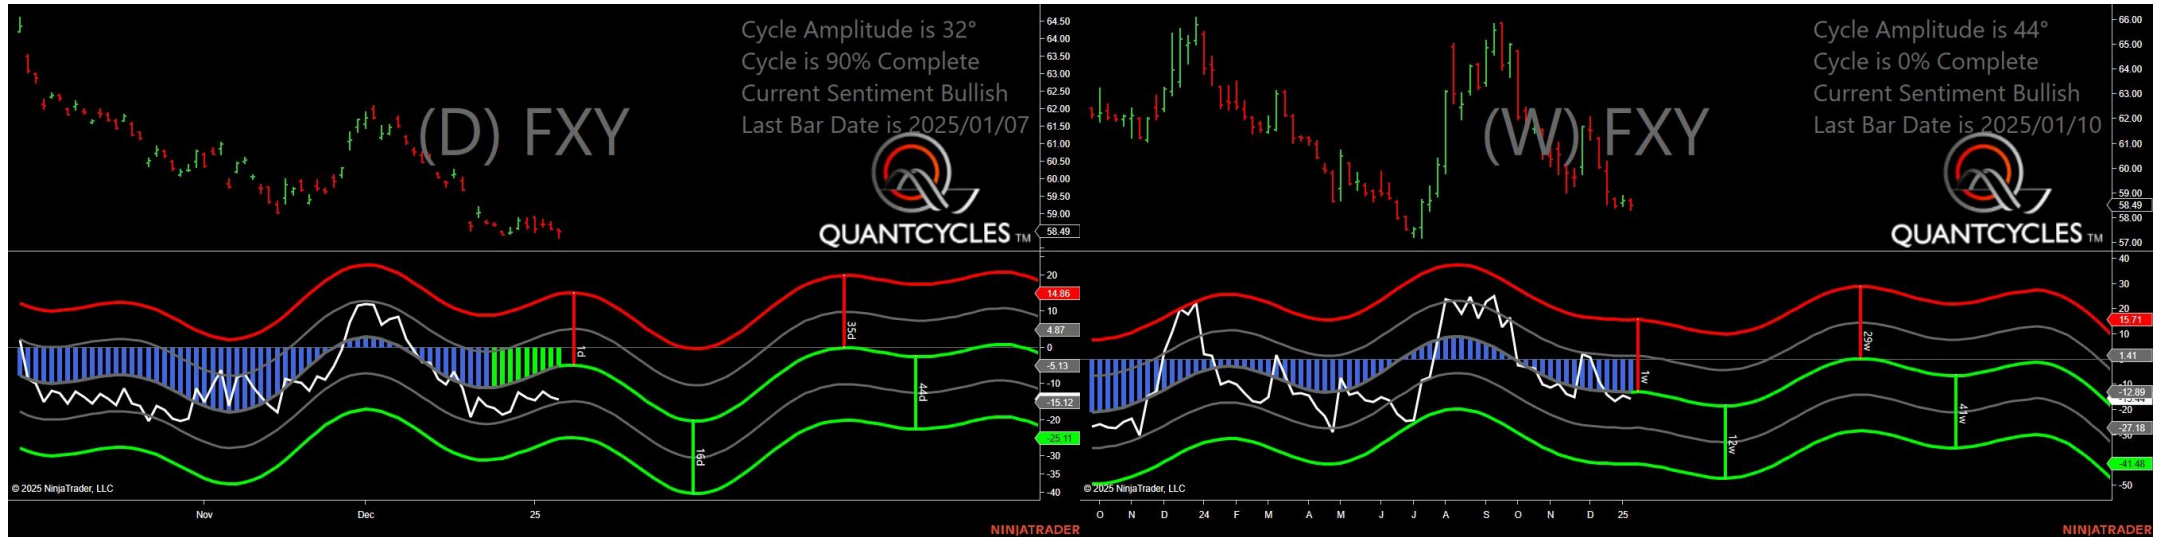 Cycle Amplitude is 32°
Cycle is 90% Complete
Current Sentiment Bullish
Last Bar Date is 2025/01/07
(D) FXY
QUANTCYCLES TM
64.50
64.00
63.50
63.00
62.50
62.00
61.50
61.00
60.50
60.00
59.50
59.00
58.49
20
14.86
10
4.87
0
-5.13
-10
-15.12
-20
-25.11
-30
-35
-40
1d
16d
35d
44d
© 2025 NinjaTrader, LLC
Nov
Dec
25
NINJATRADER
Cycle Amplitude is 44°
Cycle is 0% Complete
Current Sentiment Bullish
Last Bar Date is 2025/01/10
(W) FXY
QUANTCYCLES TM
66.00
65.00
64.00
63.00
62.00
61.00
60.00
59.00
58.49
58.00
57.00
40
30
20
15.71
10
1.41
-10
-12.89
-20
-27.18
-30
-41.48
-50
1w
12w
29w
41w
© 2025 NinjaTrader, LLC
O N D 24 F M A M J J A S O N D 25
NINJATRADER